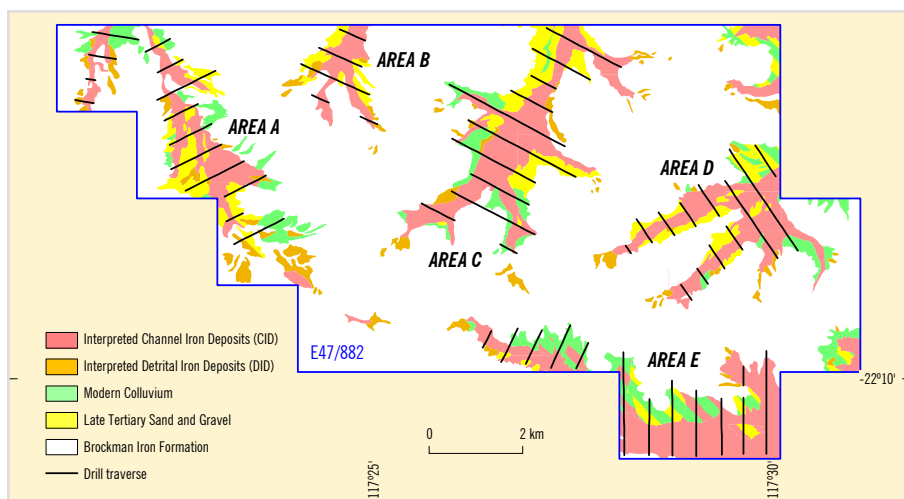 AREA B
AREA A
AREA D
AREA C
Interpreted Channel Iron Deposits (CID)
Interpreted Detrital Iron Deposits (DID)
Modern Colluvium
Late Tertiary Sand and Gravel
Brockman Iron Formation
Drill traverse
E47/882
AREA E
22°10'
0 2 km
117°25'
117°30'